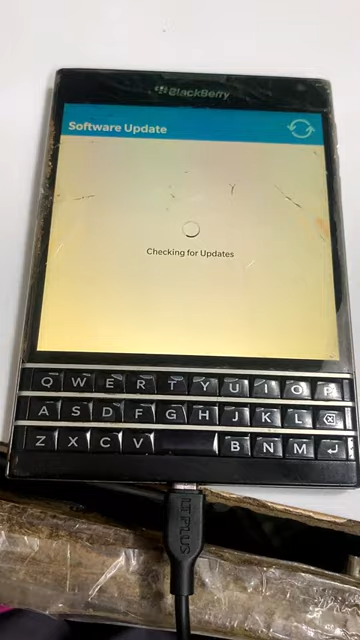 BlackBerry
Software Update
Checking for Updates
Q W E R T Y U I O P
A S D F G H J K L
Z X C V B N M